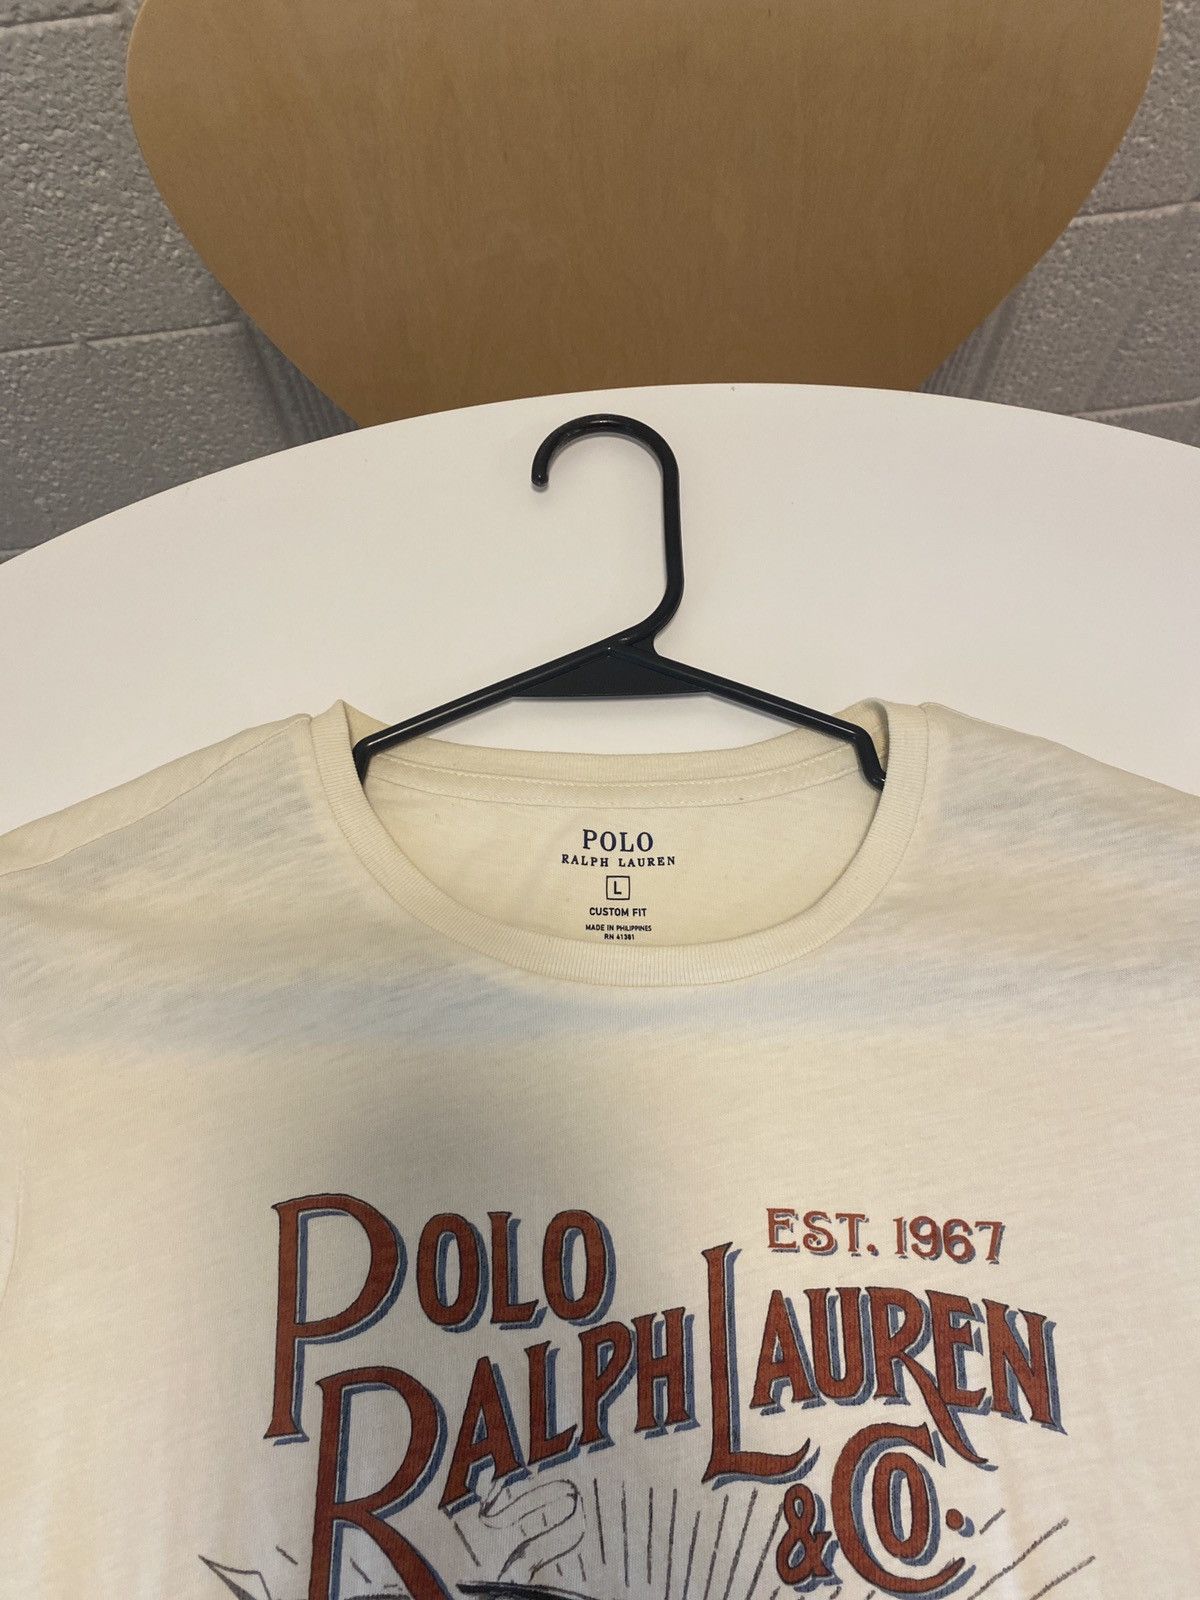 POLO
RALPH LAUREN
L
CUSTOM FIT
MADE IN PHILIPPINES
RN 41381
EST. 1967
POLO
RALPH LAUREN
& CO.